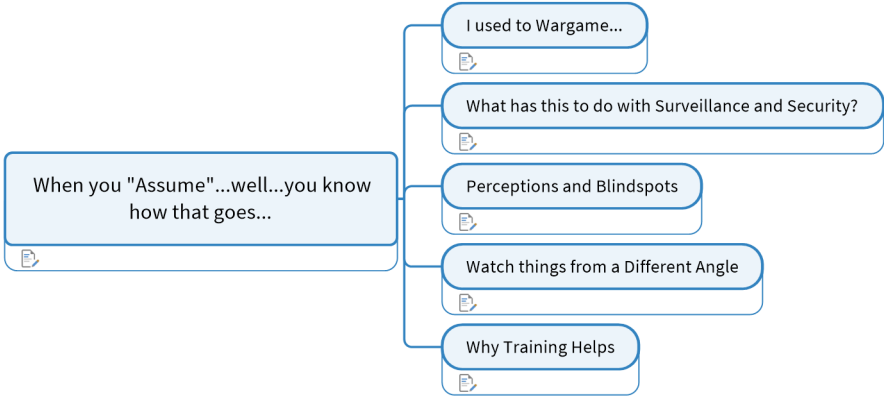 I used to Wargame...
What has this to do with Surveillance and Security?
When you "Assume"...well...you know
how that goes...
Perceptions and Blindspots
Watch things from a Different Angle
Why Training Helps